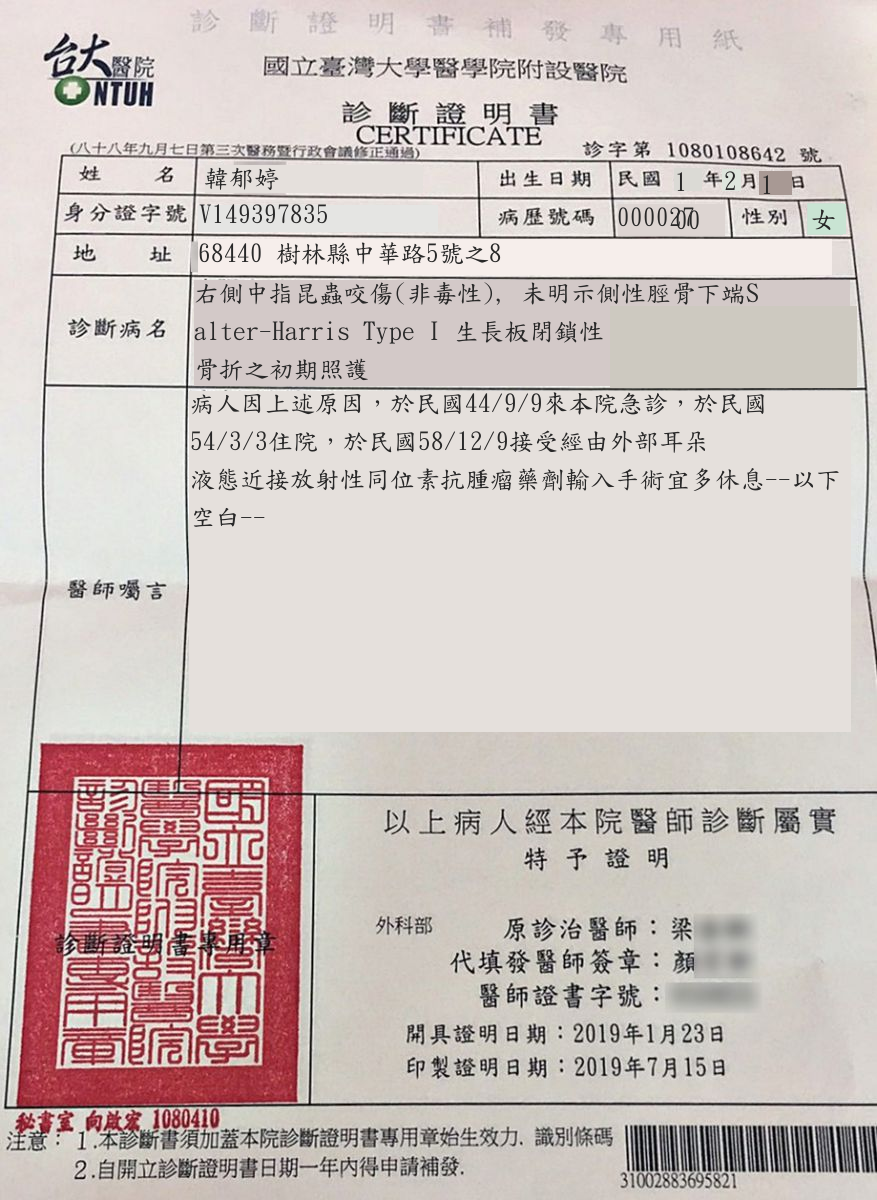 診斷證明書補發專用紙
台大醫院
NTUH
國立臺灣大學醫學院附設醫院
診斷證明書
CERTIFICATE
(八十八年九月七日第三次醫務暨行政會議修正通過)
診字第 1080108642 號
姓 名 韓郁婷 出生日期 民國 1 年2月1 日
身分證字號 V149397835 病歷號碼 000027 00 性別 女
地 址 68440 樹林縣中華路5號之8
診斷病名
右側中指昆蟲咬傷(非毒性), 未明示側性脛骨下端S
alter-Harris Type I 生長板閉鎖性
骨折之初期照護
醫師囑言
病人因上述原因，於民國44/9/9來本院急診，於民國
54/3/3住院，於民國58/12/9接受經由外部耳朵
液態近接放射性同位素抗腫瘤藥劑輸入手術宜多休息--以下
空白--
國立臺灣大學
醫學院附設醫院
診斷證明書專用章
診斷證明書專用章
以上病人經本院醫師診斷屬實
特予證明
外科部 原診治醫師：梁
代填發醫師簽章：顏
醫師證書字號：
開具證明日期：2019年1月23日
印製證明日期：2019年7月15日
秘書室 向啟宏 1080410
注意：1.本診斷書須加蓋本院診斷證明書專用章始生效力. 識別條碼
2.自開立診斷證明書日期一年內得申請補發.
31002883695821